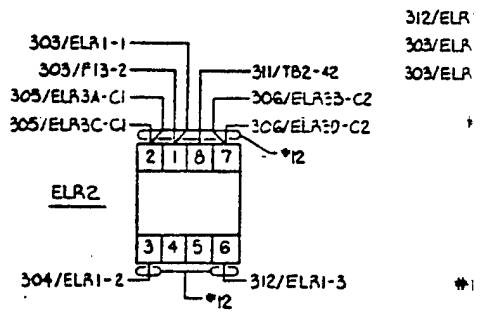 312/ELR
303/ELR1-1
303/ELR
303/F13-2
311/TB2-42
303/ELR
305/ELR3A-C1
306/ELR3B-C2
305/ELR3C-C1
306/ELR3D-C2
#12
2 1 8 7
ELR2
3 4 5 6
304/ELR1-2
312/ELR1-3
#12
#1